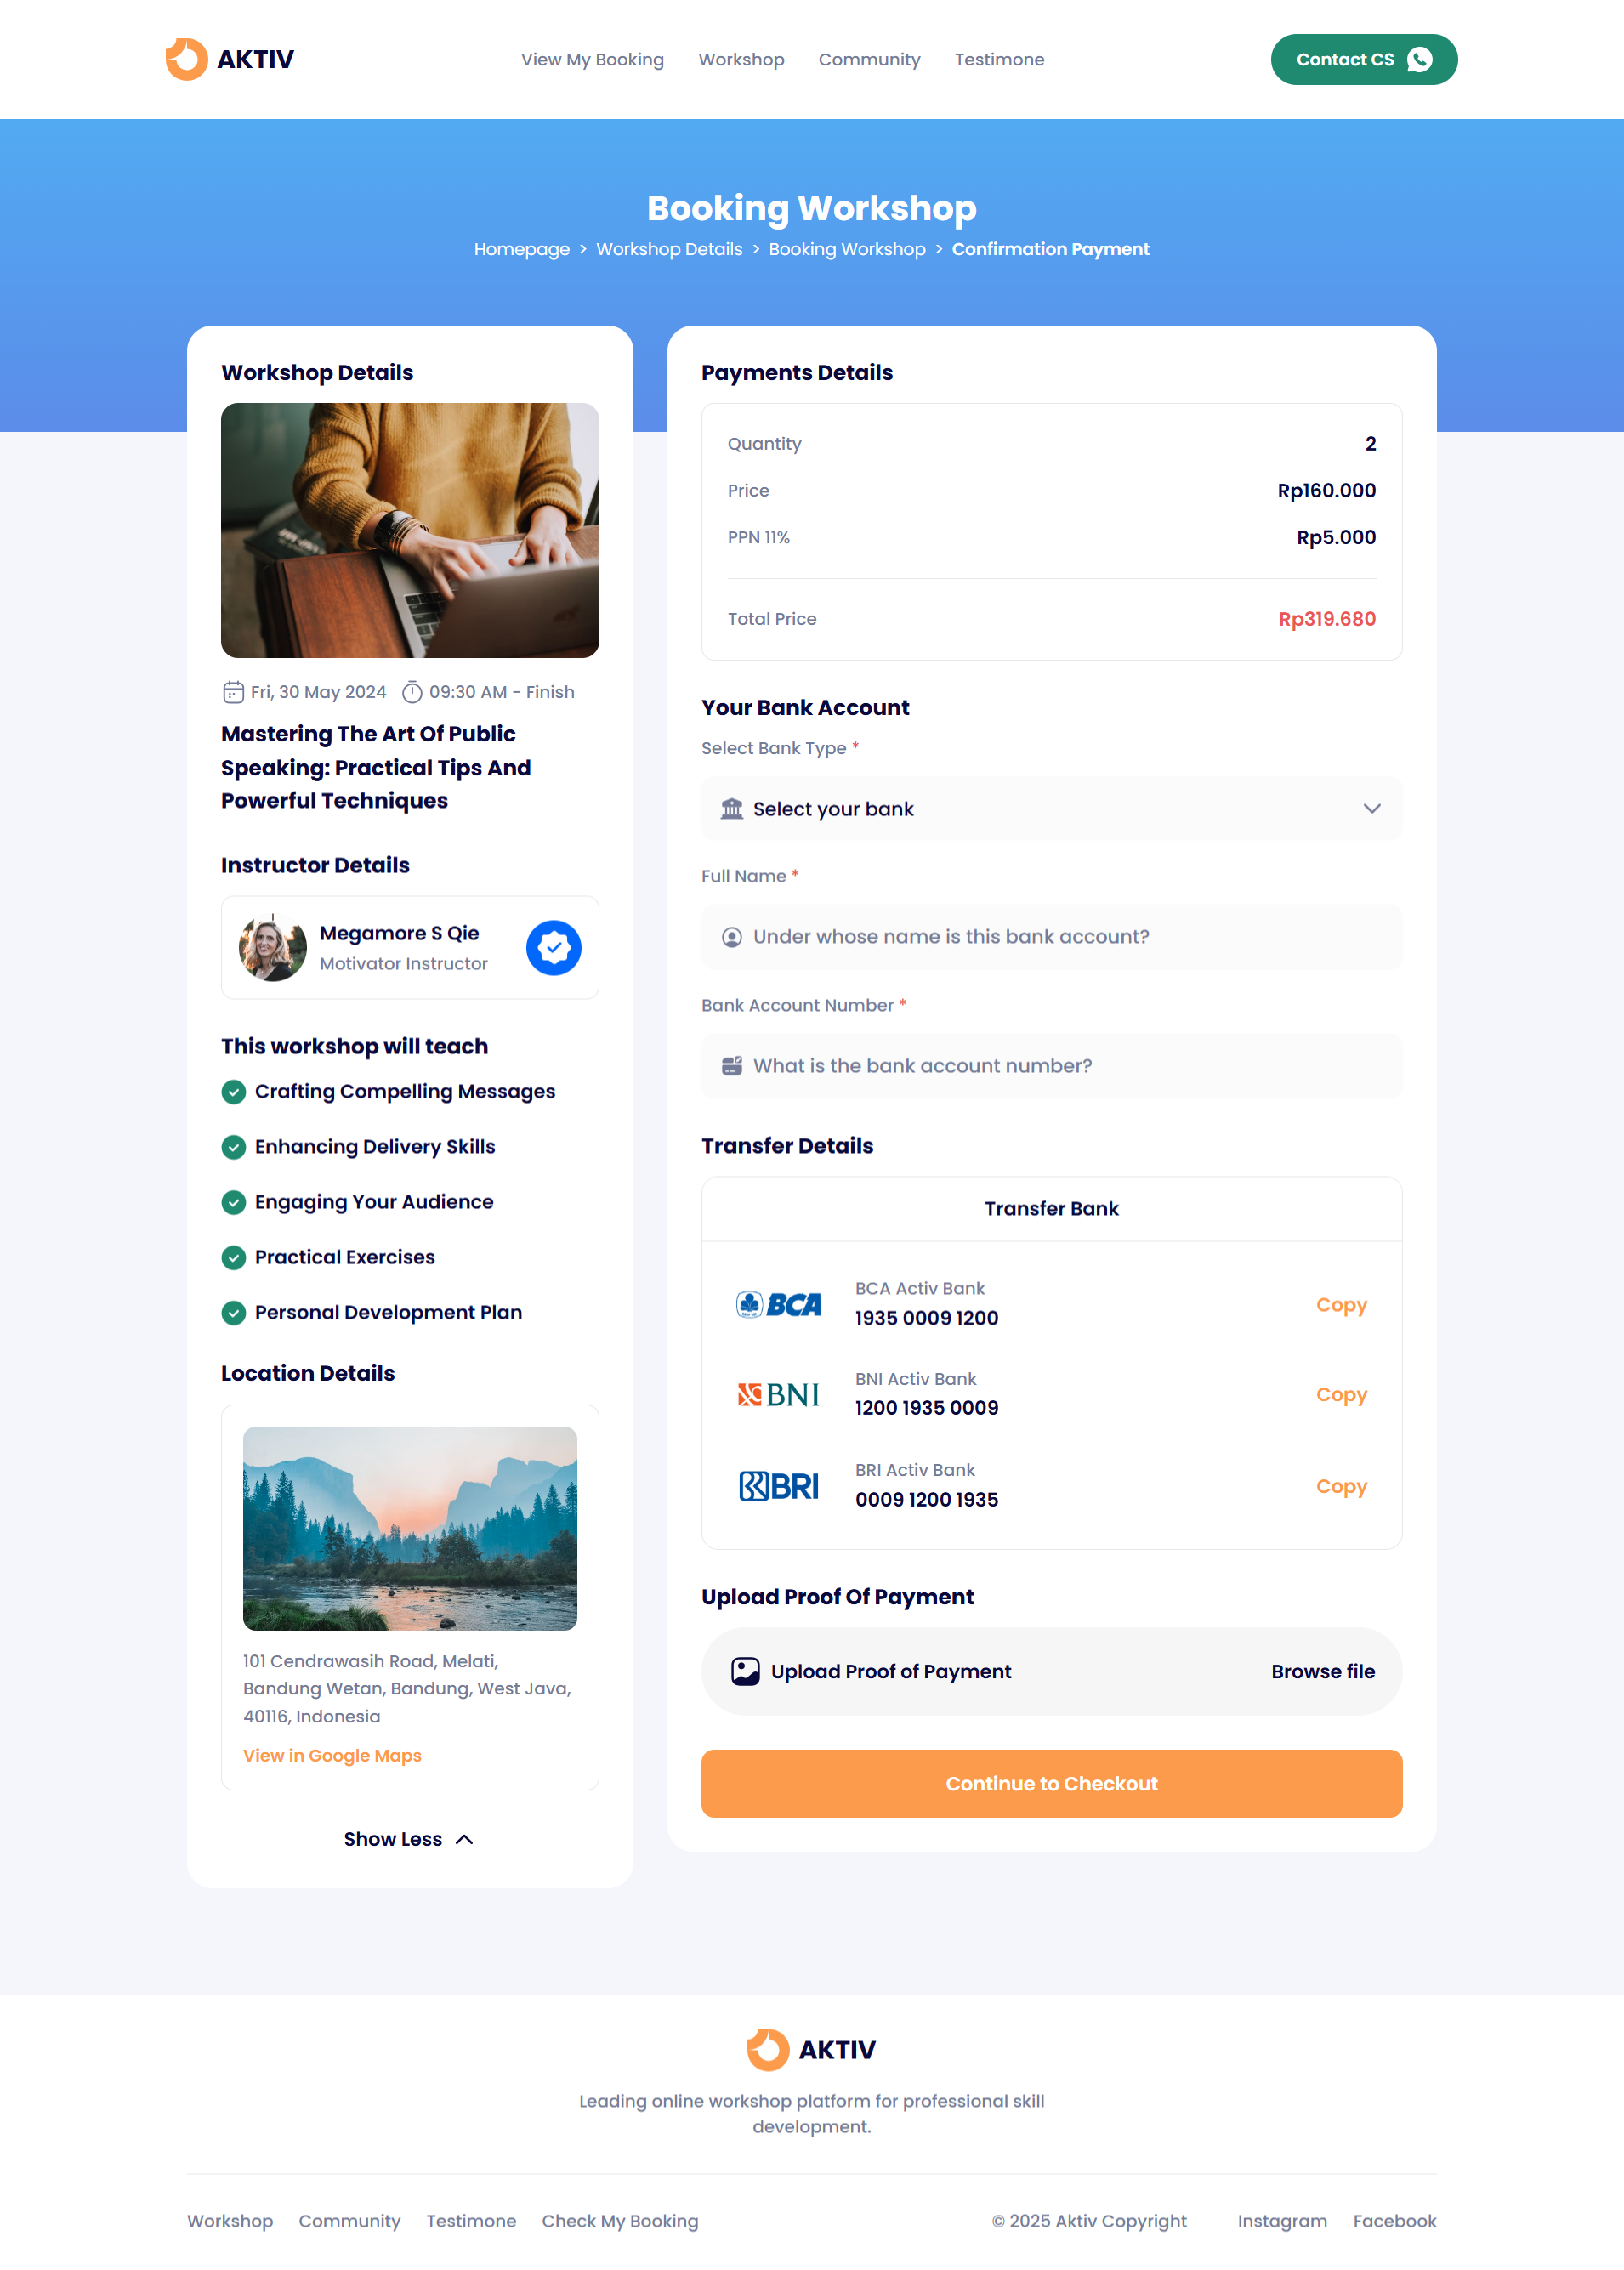 AKTIV
View My Booking
Workshop
Community
Testimone
Contact CS
Booking Workshop
Homepage > Workshop Details > Booking Workshop > Confirmation Payment
Workshop Details
Fri, 30 May 2024
09:30 AM - Finish
Mastering The Art Of Public
Speaking: Practical Tips And
Powerful Techniques
Instructor Details
Megamore S Qie
Motivator Instructor
This workshop will teach
Crafting Compelling Messages
Enhancing Delivery Skills
Engaging Your Audience
Practical Exercises
Personal Development Plan
Location Details
101 Cendrawasih Road, Melati,
Bandung Wetan, Bandung, West Java,
40116, Indonesia
View in Google Maps
Show Less
Payments Details
Quantity 2
Price Rp160.000
PPN 11% Rp5.000
Total Price Rp319.680
Your Bank Account
Select Bank Type *
Select your bank
Full Name *
Under whose name is this bank account?
Bank Account Number *
What is the bank account number?
Transfer Details
Transfer Bank
BCA
BCA Activ Bank
1935 0009 1200
Copy
BNI
BNI Activ Bank
1200 1935 0009
Copy
BRI
BRI Activ Bank
0009 1200 1935
Copy
Upload Proof Of Payment
Upload Proof of Payment
Browse file
Continue to Checkout
AKTIV
Leading online workshop platform for professional skill
development.
Workshop
Community
Testimone
Check My Booking
© 2025 Aktiv Copyright
Instagram
Facebook